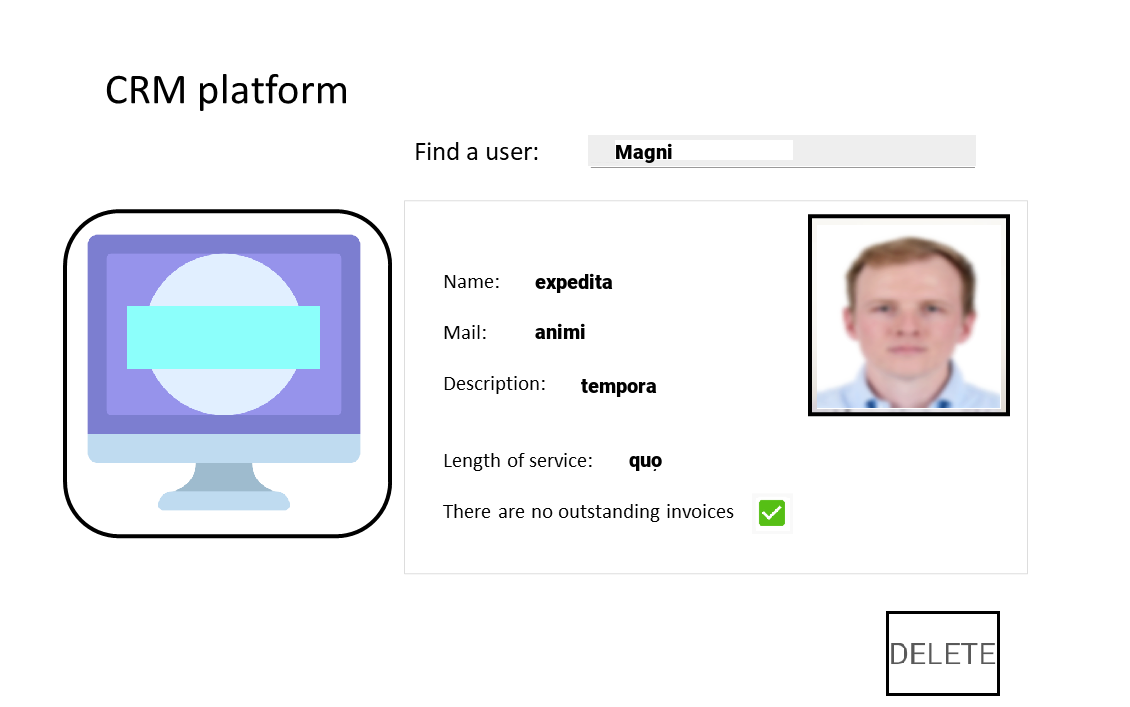 CRM platform
Find a user: Magni
Name: expedita
Mail: animi
Description: tempora
Length of service: quo
There are no outstanding invoices
DELETE